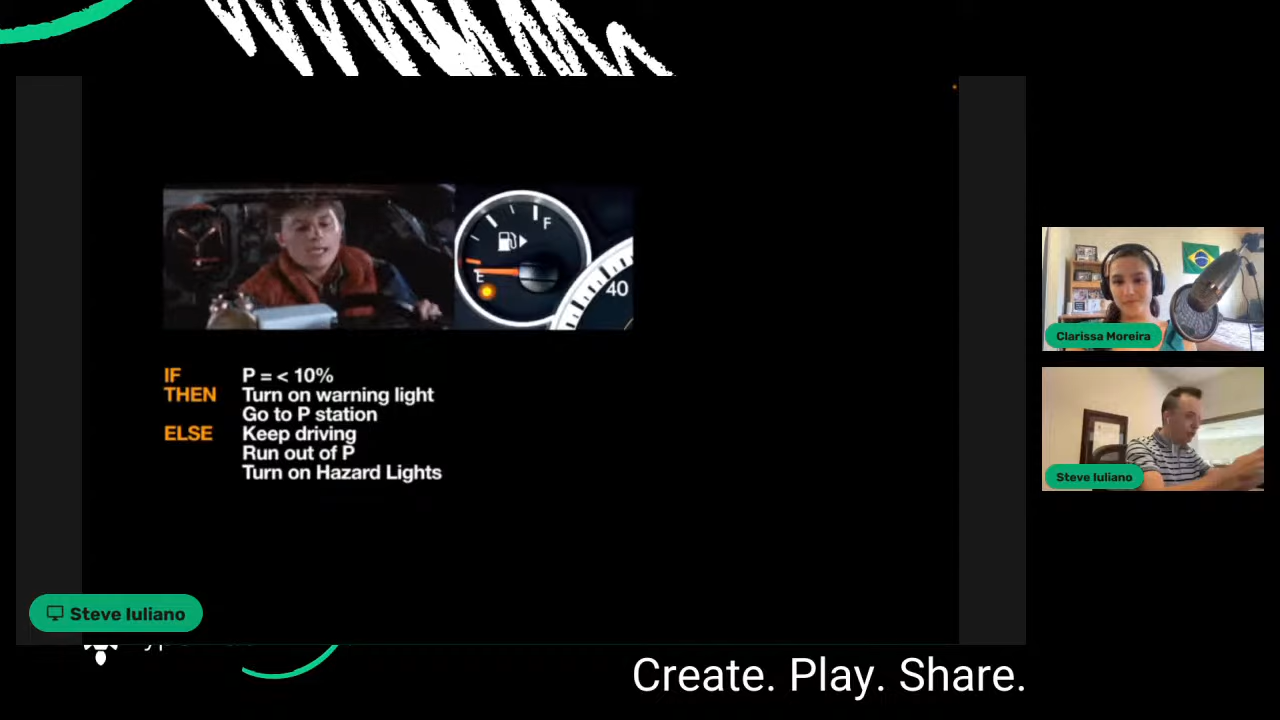 F
E
40
IF P = < 10%
THEN Turn on warning light
Go to P station
ELSE Keep driving
Run out of P
Turn on Hazard Lights
Clarissa Moreira
Steve Iuliano
Steve Iuliano
Create. Play. Share.